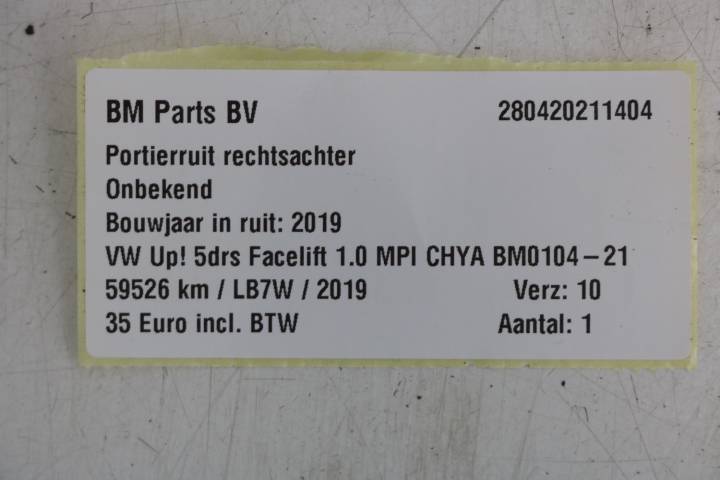 BM Parts BV 280420211404
Portierruit rechtsachter
Onbekend
Bouwjaar in ruit: 2019
VW Up! 5drs Facelift 1.0 MPI CHYA BM0104-21
59526 km / LB7W / 2019 Verz: 10
35 Euro incl. BTW Aantal: 1